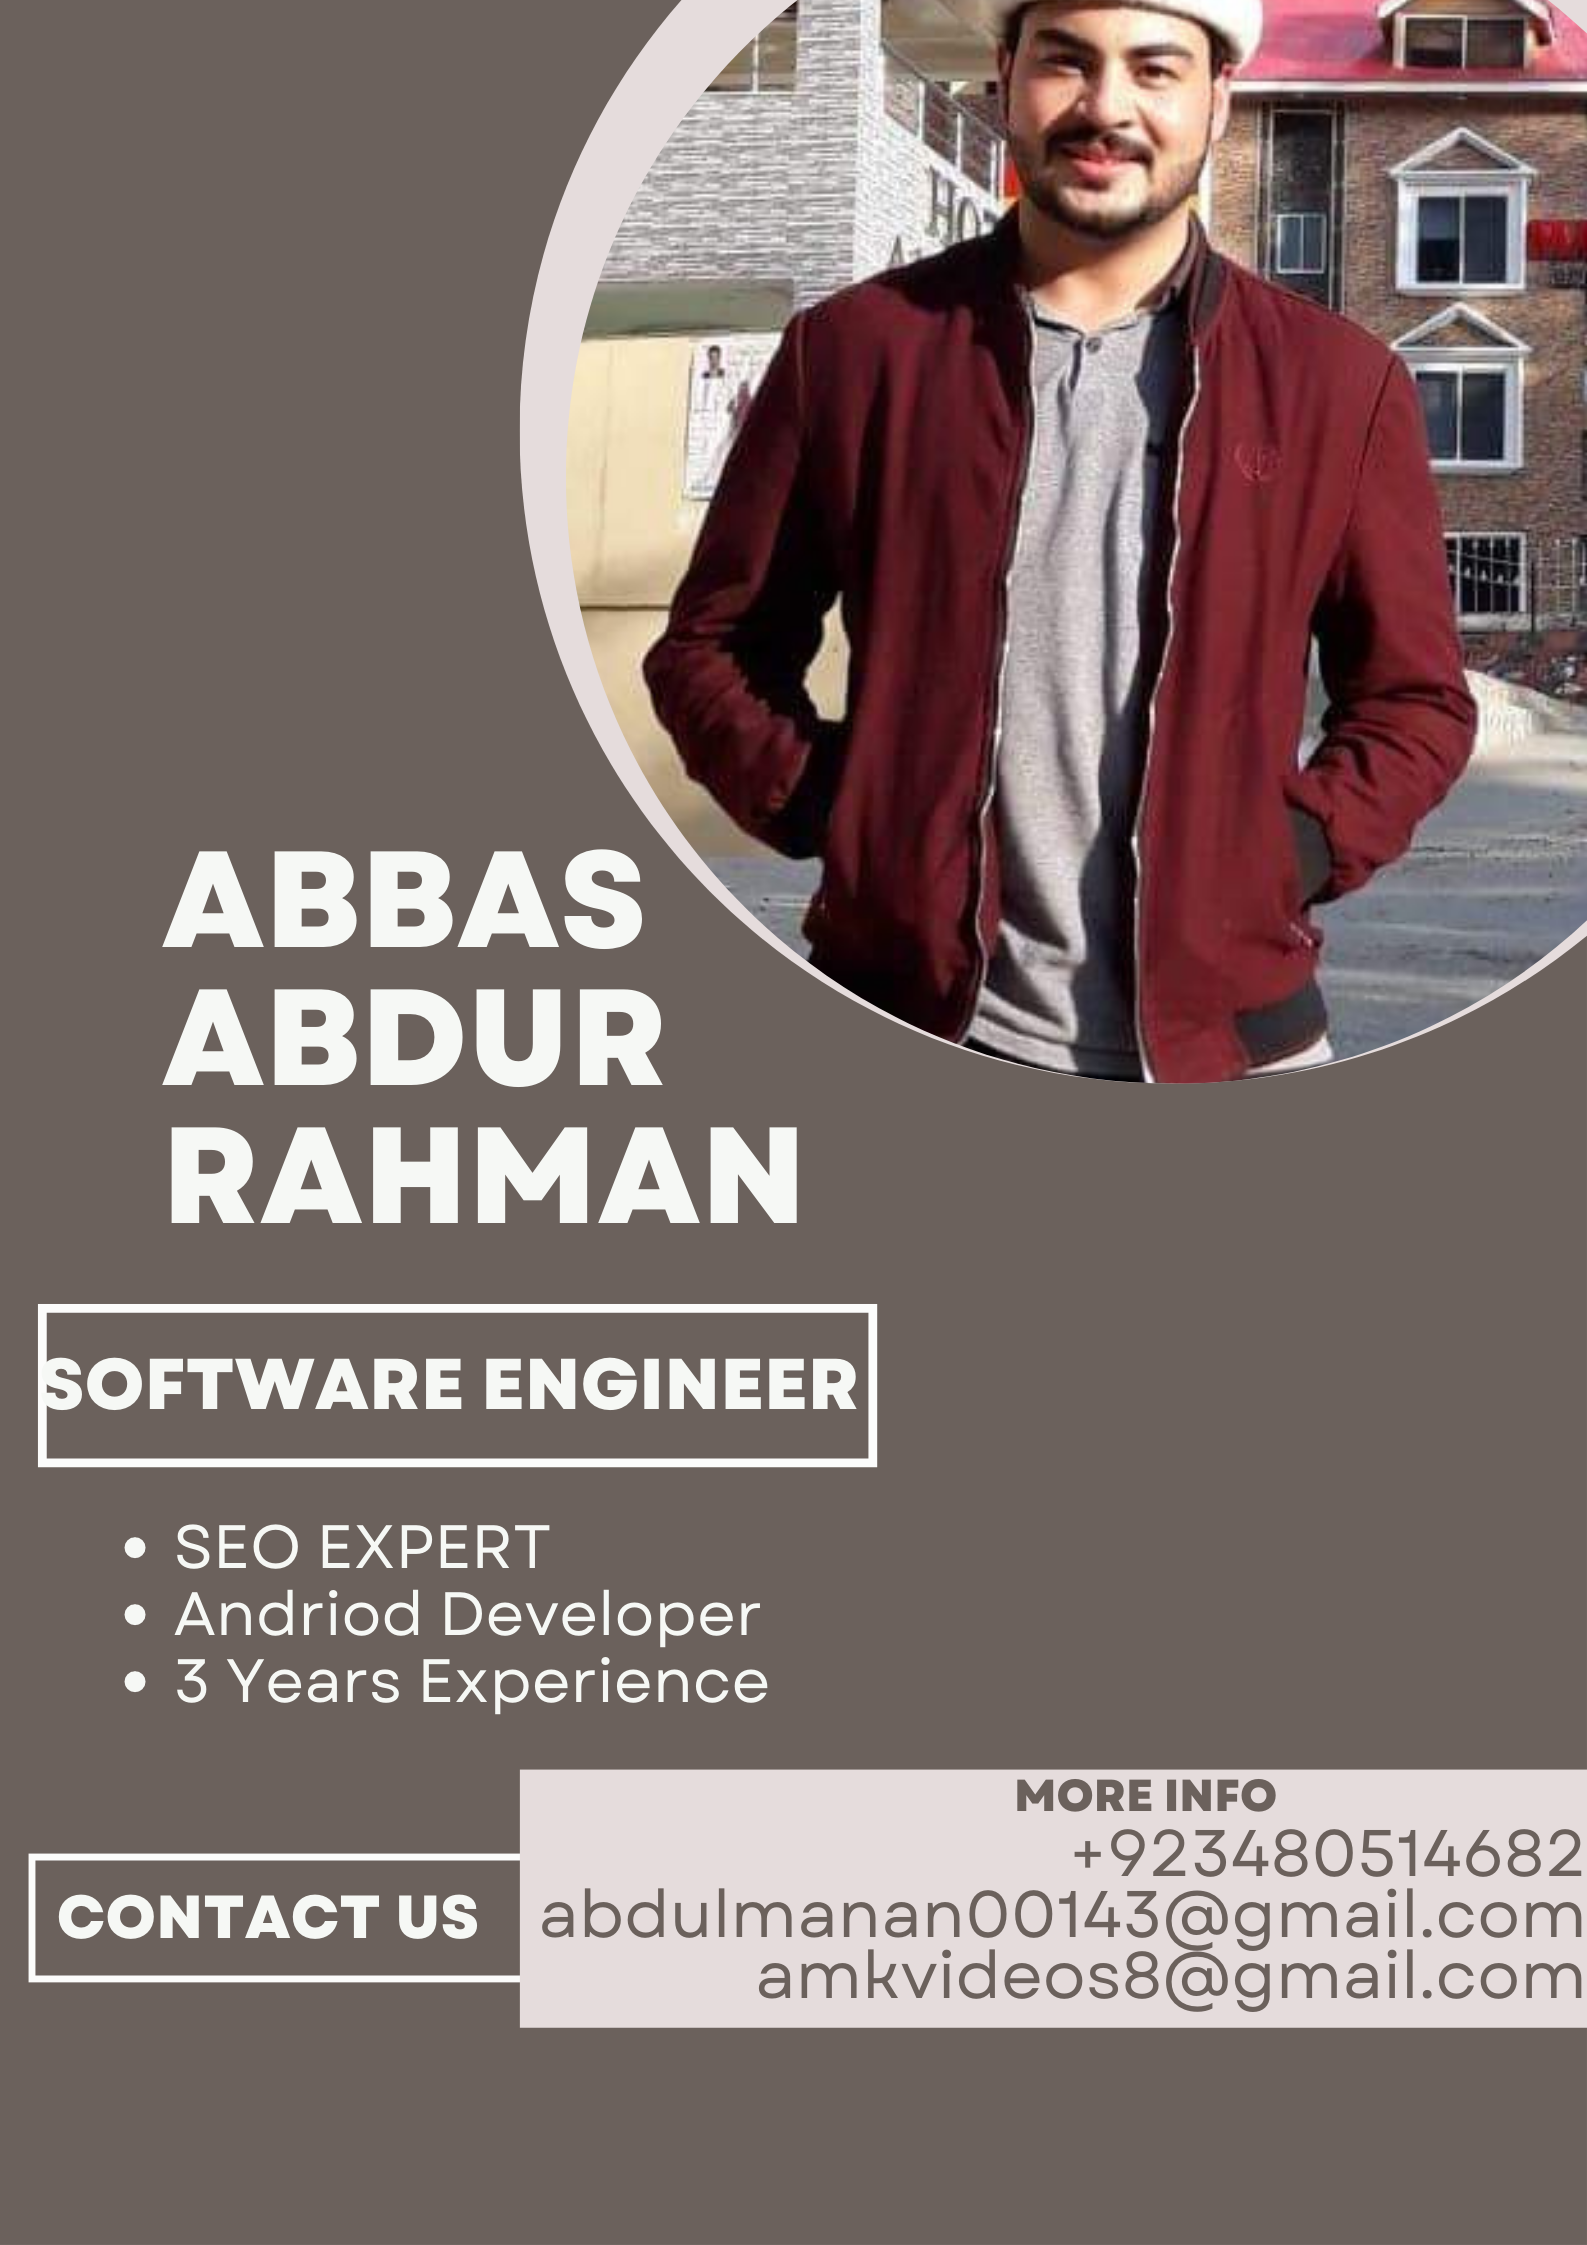 ABBAS
ABDUR
RAHMAN
SOFTWARE ENGINEER
SEO EXPERT
Andriod Developer
3 Years Experience
MORE INFO
+923480514682
CONTACT US
abdulmanan00143@gmail.com
amkvideos8@gmail.com